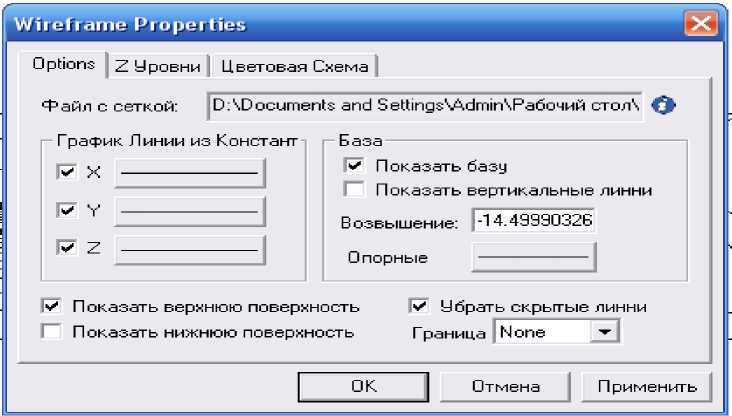 Wireframe Properties
Options Z Уровни Цветовая Схема
Файл с сеткой: D:\Documents and Settings\Admin\Рабочий стол\
График Линии из Констант База
X Показать базу
Показать вертикальные линни
Y
Возвышение: -14.49990326
Z
Опорные
Показать верхнюю поверхность Убрать скрытые линни
Показать нижнюю поверхность Граница None
OK Отмена Применить